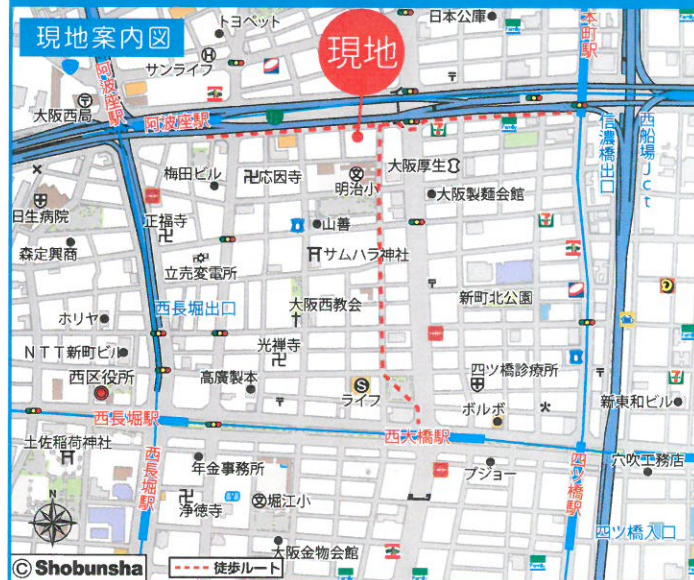 現地案内図
トヨペット
日本公庫
現地
本町駅
サンライフ
阿波座駅
大阪西局
阿波座駅
信濃橋出口
西船場Jct
梅田ビル
卍応因寺
明治小
大阪厚生
大阪製麺会館
日生病院
正福寺
山善
森定興商
サムハラ神社
立売変電所
新町北公園
西長堀出口
大阪西教会
ホリヤ
光禅寺
NTT新町ビル
四ツ橋診療所
西区役所
髙廣製本
ライフ
ボルボ
新東和ビル
西長堀駅
西大橋駅
土佐稲荷神社
西長堀駅
年金事務所
プジョー
四ツ橋駅
穴吹工務店
浄徳寺
堀江小
四ツ橋入口
大阪金物会館
N
© Shobunsha
徒歩ルート